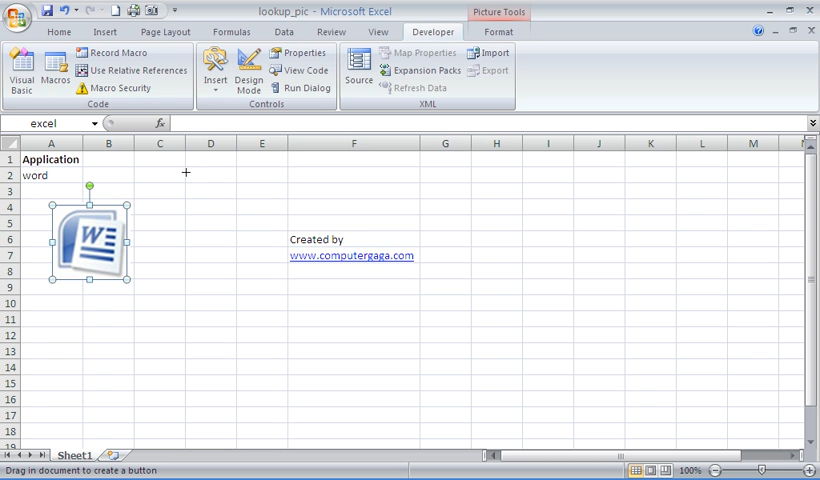 lookup_pic - Microsoft Excel
Picture Tools
Home Insert Page Layout Formulas Data Review View Developer Format
Visual Basic
Macros
Record Macro
Use Relative References
Macro Security
Code
Insert
Design Mode
Properties
View Code
Run Dialog
Controls
Source
Map Properties
Expansion Packs
Refresh Data
Import
Export
XML
excel fx
A B C D E F G H I J K L M N
1 Application
2 word
3
4
5
6 Created by
7 www.computergaga.com
8
9
10
11
12
13
14
15
16
17
18
19
W
Sheet1
Drag in document to create a button 100%